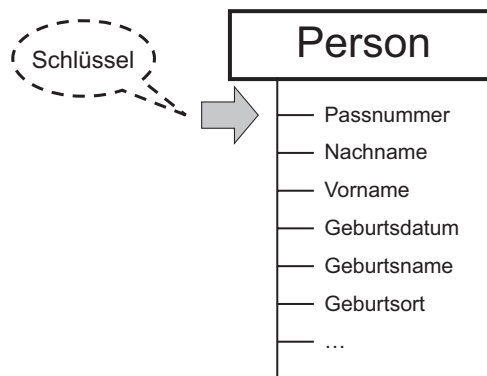 Schlüssel
Person
Passnummer
Nachname
Vorname
Geburtsdatum
Geburtsname
Geburtsort
…